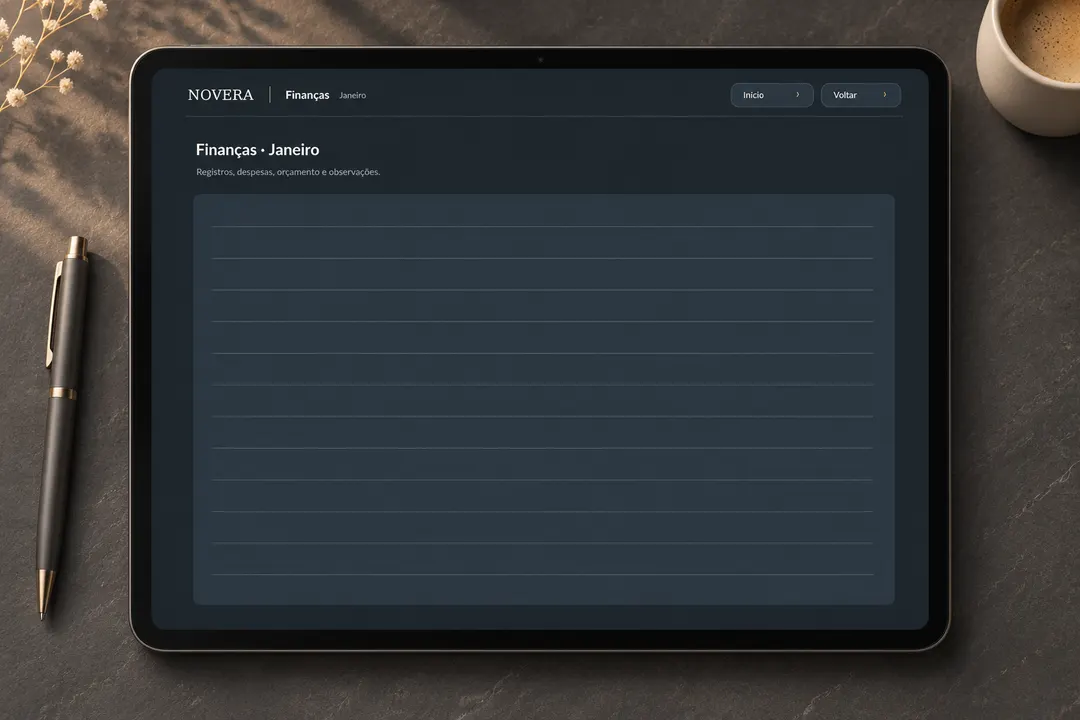 NOVERA
Finanças Janeiro
Início ›
Voltar ›
Finanças · Janeiro
Registros, despesas, orçamento e observações.